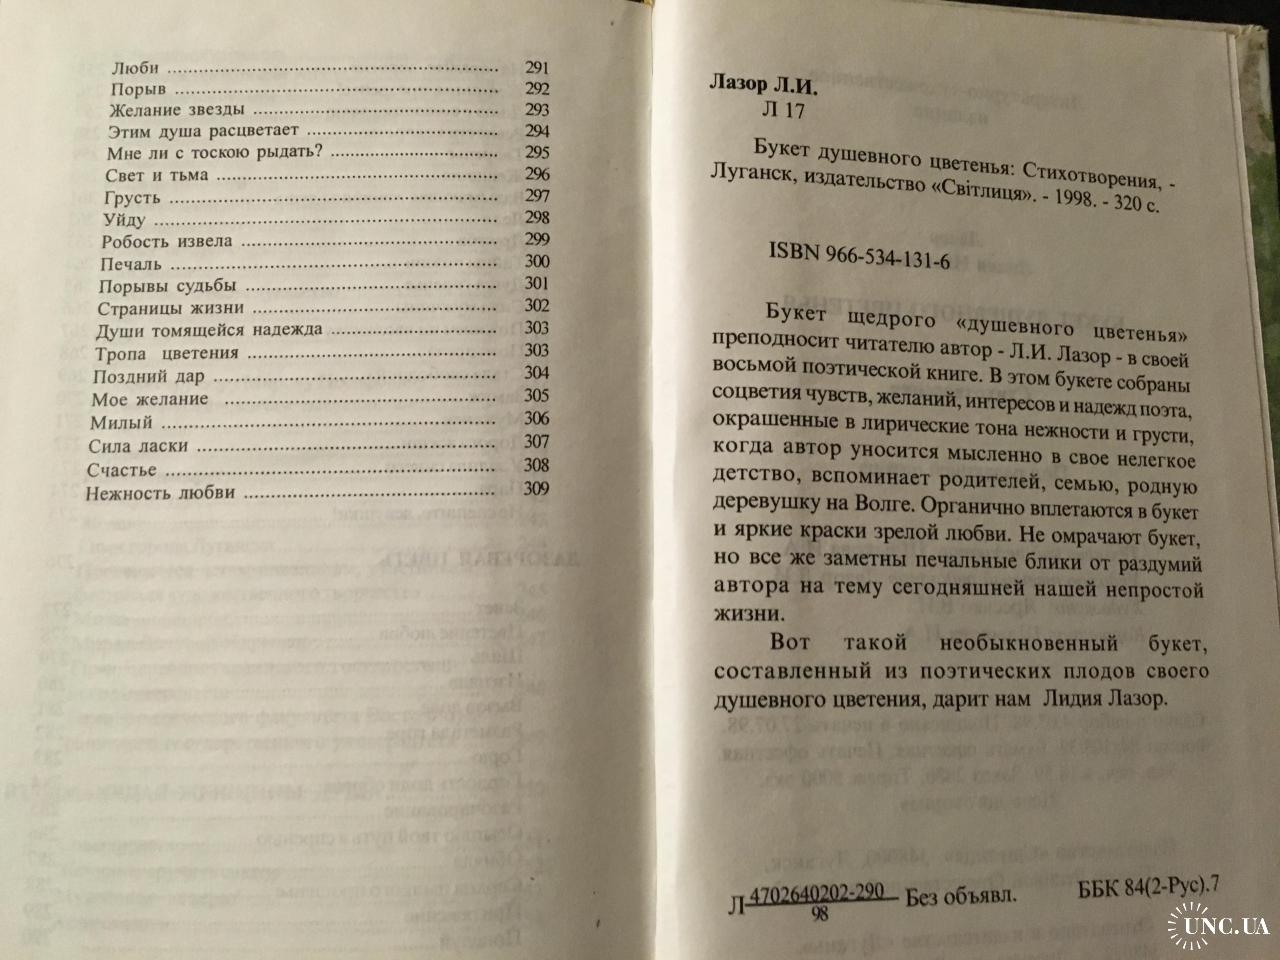 Люби ........ 291
Порыв ........ 292
Желание звезды ........ 293
Этим душа расцветает ........ 294
Мне ли с тоскою рыдать? ........ 295
Свет и тьма ........ 296
Грусть ........ 297
Уйду ........ 298
Робость извела ........ 299
Печаль ........ 300
Порывы судьбы ........ 301
Страницы жизни ........ 302
Души томящейся надежда ........ 303
Тропа цветения ........ 303
Поздний дар ........ 304
Мое желание ........ 305
Милый ........ 306
Сила ласки ........ 307
Счастье ........ 308
Нежность любви ........ 309
Лазор Л.И.
Л 17
Букет душевного цветенья: Стихотворения, -
Луганск, издательство «Світлиця». - 1998. - 320 с.
ISBN 966-534-131-6
Букет щедрого «душевного цветенья»
преподносит читателю автор - Л.И. Лазор - в своей
восьмой поэтической книге. В этом букете собраны
соцветия чувств, желаний, интересов и надежд поэта,
окрашенные в лирические тона нежности и грусти,
когда автор уносится мысленно в свое нелегкое
детство, вспоминает родителей, семью, родную
деревушку на Волге. Органично вплетаются в букет
и яркие краски зрелой любви. Не омрачают букет,
но все же заметны печальные блики от раздумий
автора на тему сегодняшней нашей непростой
жизни.
Вот такой необыкновенный букет,
составленный из поэтических плодов своего
душевного цветения, дарит нам Лидия Лазор.
Л 4702640202-290 Без объявл. ББК 84(2-Рус).7
98
UNC.UA